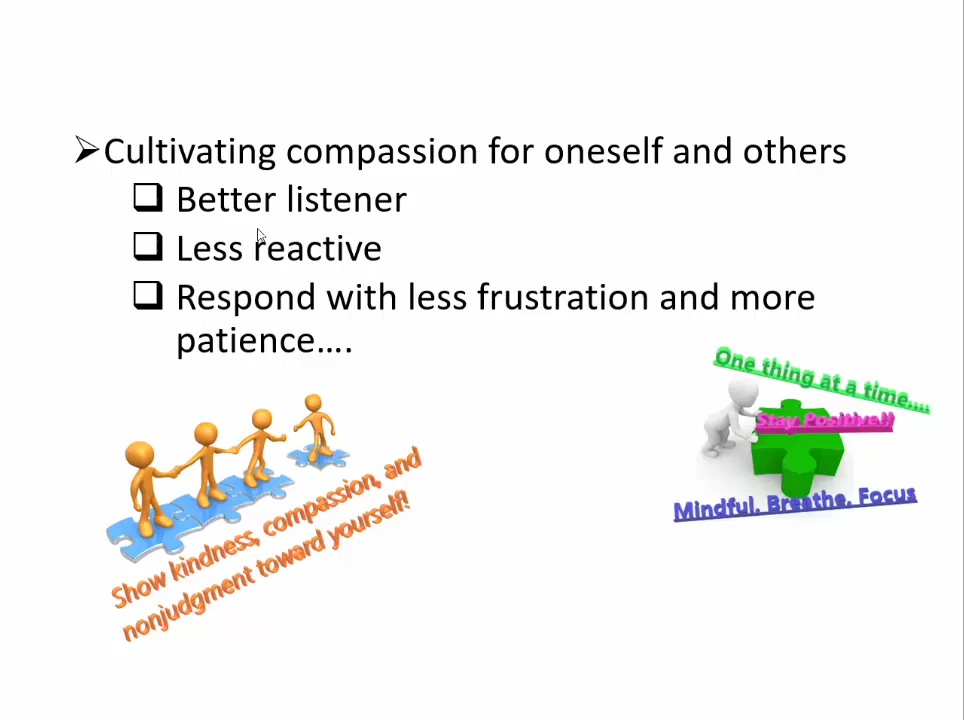 ➢Cultivating compassion for oneself and others
❑ Better listener
❑ Less reactive
❑ Respond with less frustration and more
patience….
One thing at a time....
Stay Positive!!
Mindful, Breathe, Focus
Show kindness, compassion, and
nonjudgment toward yourself!